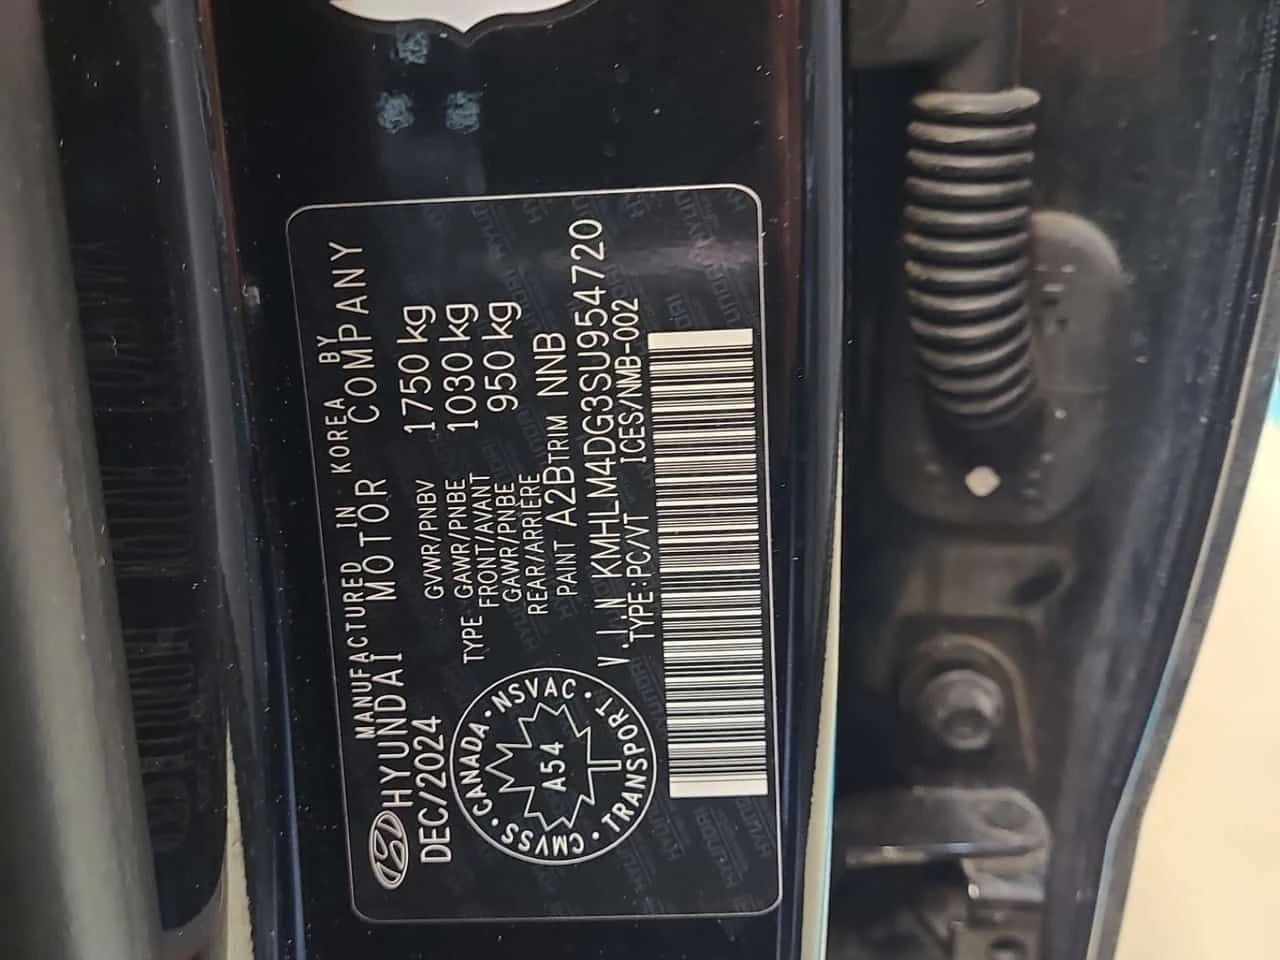 MANUFACTURED IN KOREA BY
HYUNDAI MOTOR COMPANY
DEC/2024
GVWR/PNBV 1750 kg
TYPE GAWR/PNBE 1030 kg
FRONT/AVANT
GAWR/PNBE 950 kg
REAR/ARRIÈRE
PAINT A2B TRIM NNB
V.I.N KMHLM4DG3SU954720
TYPE:PC/VT ICES/NMB-002
CANADA · NSVAC · TRANSPORT · CMVSS ·
A54